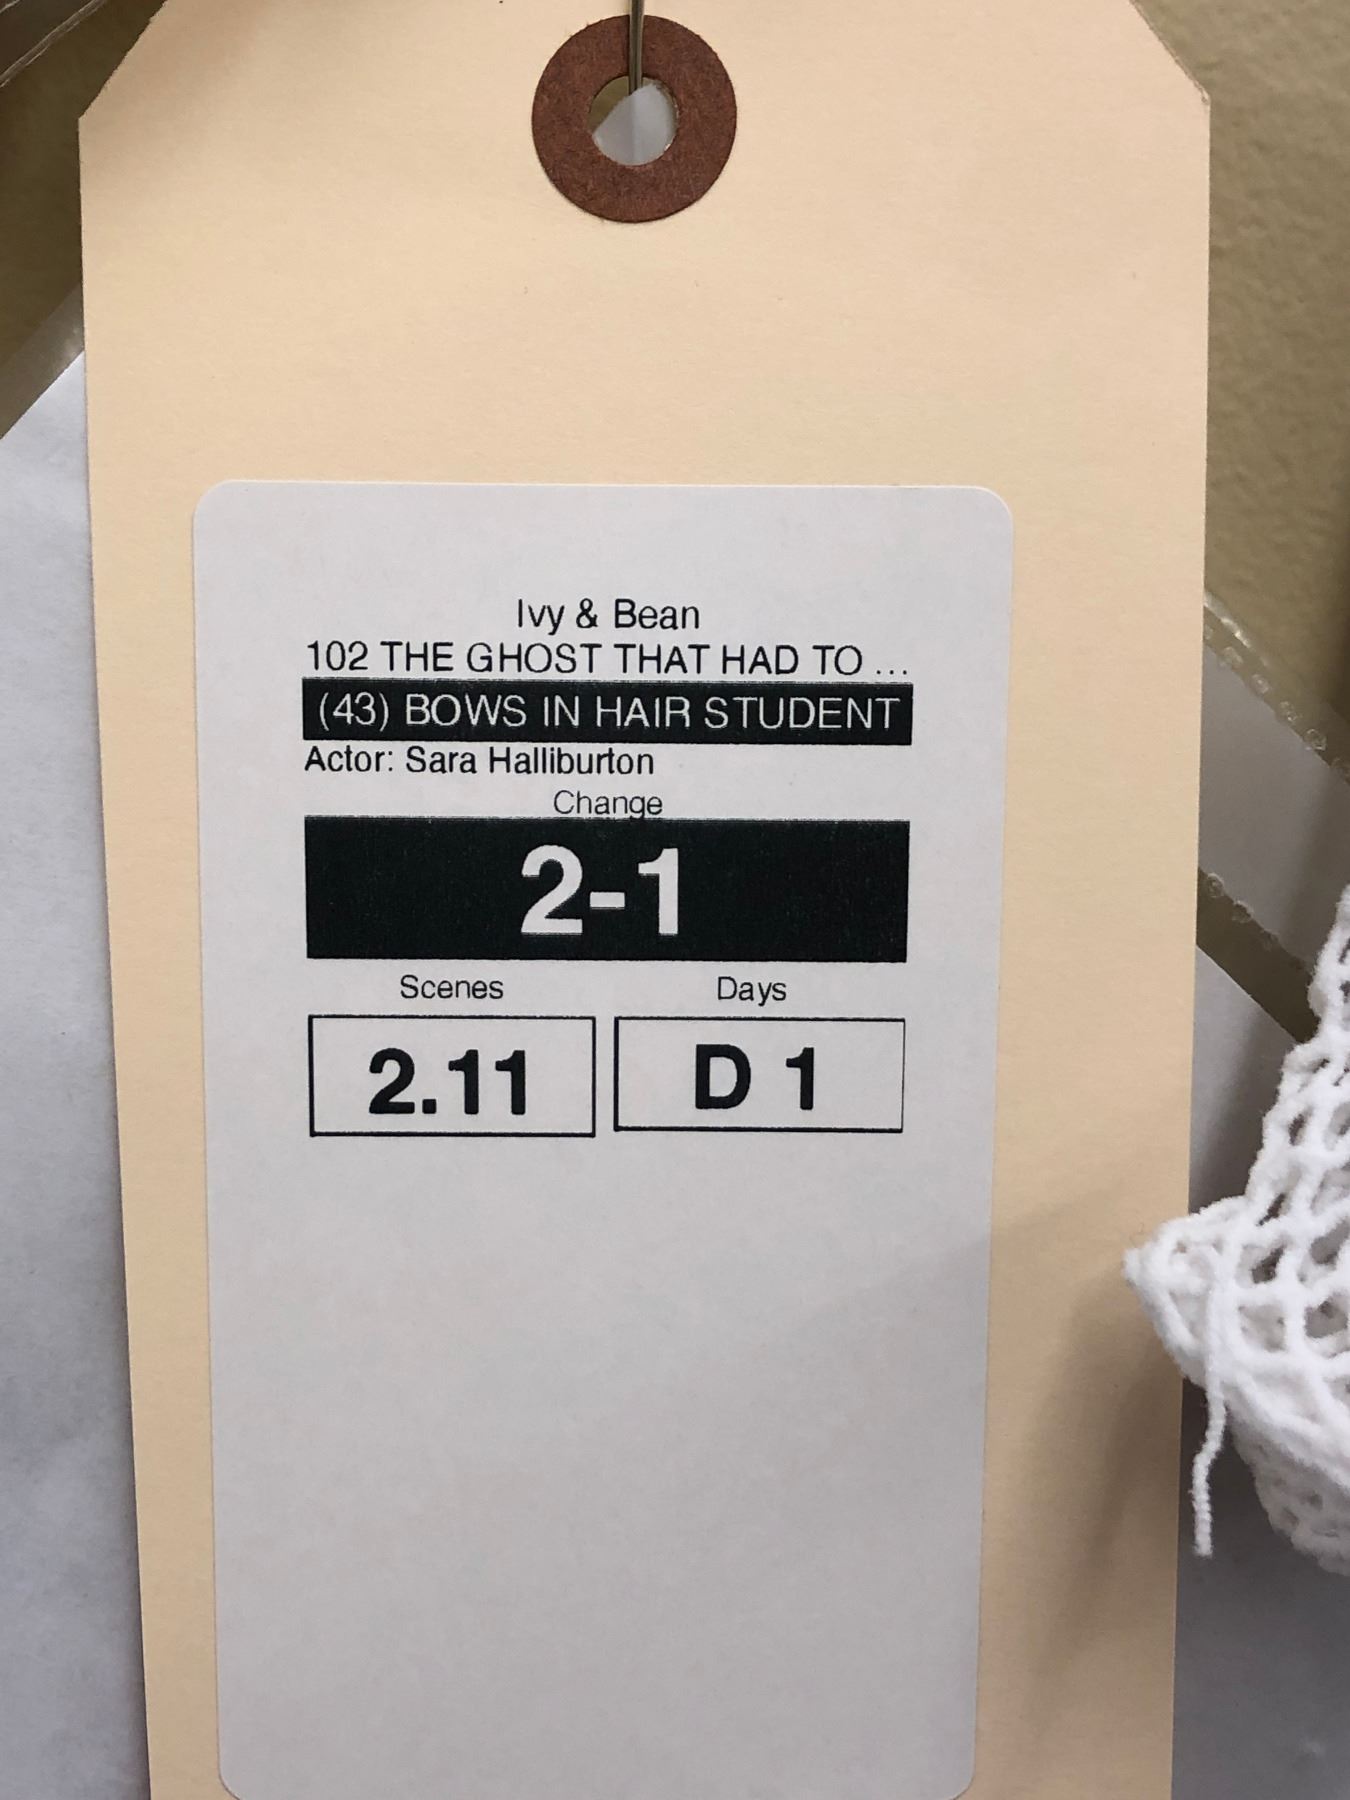 Ivy & Bean
102 THE GHOST THAT HAD TO ...
(43) BOWS IN HAIR STUDENT
Actor: Sara Halliburton
Change
2-1
Scenes Days
2.11 D 1